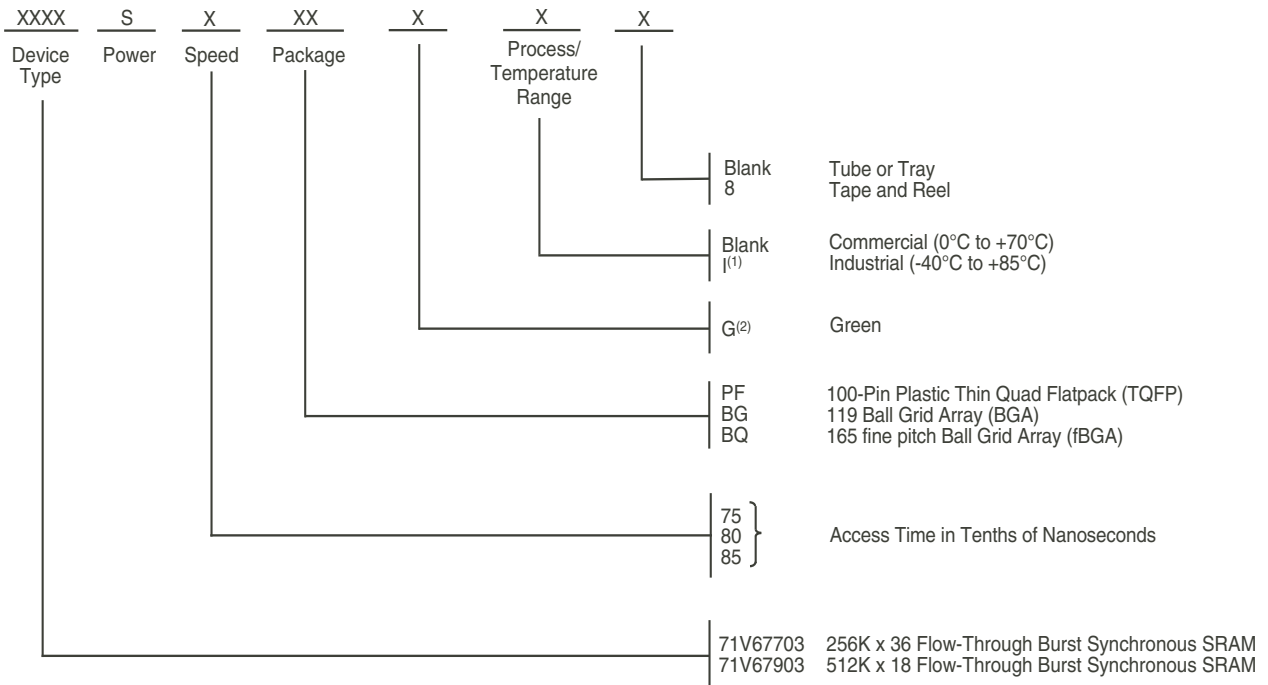 XXXX S X XX X X X
Device Type Power Speed Package Process/ Temperature Range
Blank Tube or Tray
8 Tape and Reel
Blank Commercial (0°C to +70°C)
I(1) Industrial (-40°C to +85°C)
G(2) Green
PF 100-Pin Plastic Thin Quad Flatpack (TQFP)
BG 119 Ball Grid Array (BGA)
BQ 165 fine pitch Ball Grid Array (fBGA)
75
80 Access Time in Tenths of Nanoseconds
85
71V67703 256K x 36 Flow-Through Burst Synchronous SRAM
71V67903 512K x 18 Flow-Through Burst Synchronous SRAM